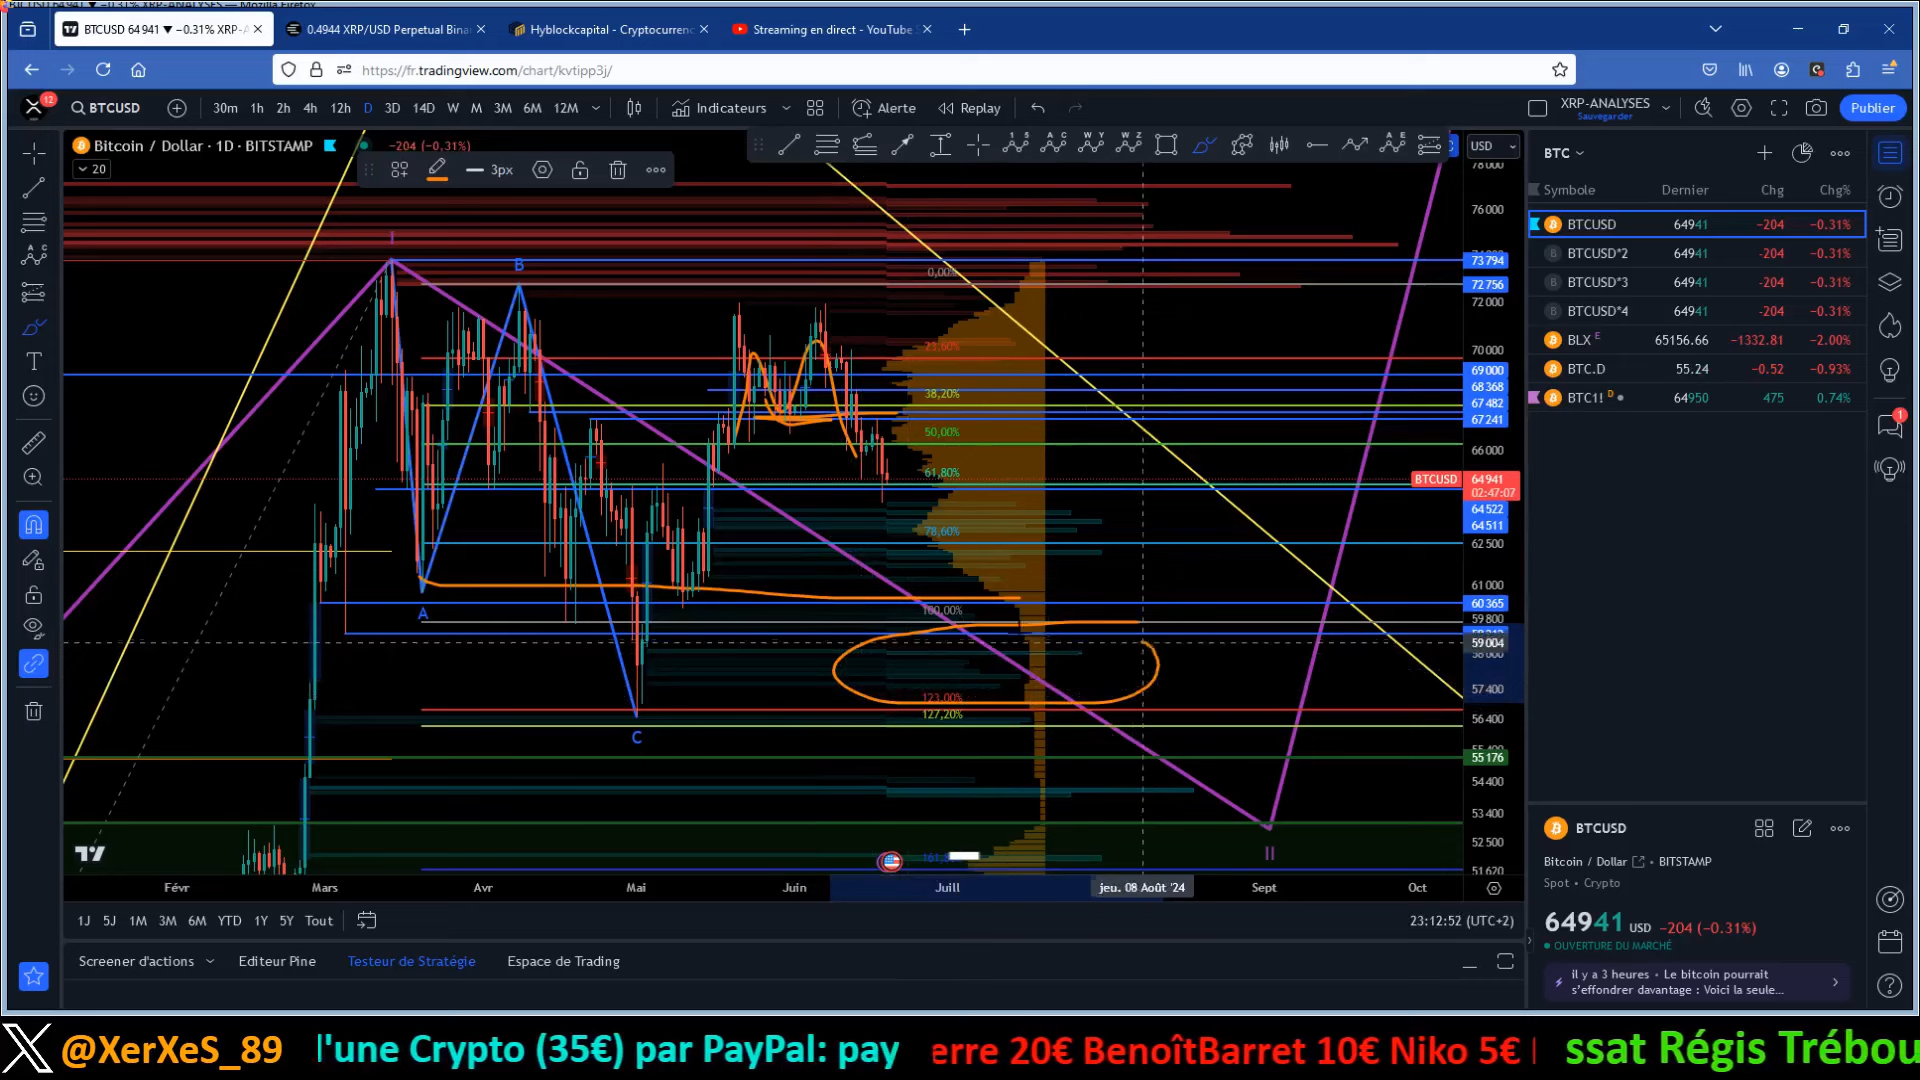 BTCUSD 64 941 ▼ −0.31% XRP-A
0.4944 XRP/USD Perpetual Bina
Hyblockcapital - Cryptocurrenc
Streaming en direct - YouTube
https://fr.tradingview.com/chart/kvtipp3j/
12
BTCUSD
30m 1h 2h 4h 12h D 3D 14D W M 3M 6M 12M
Indicateurs
Alerte
Replay
XRP-ANALYSES
Sauvegarder
Publier
Bitcoin / Dollar · 1D · BITSTAMP
−204 (−0.31%)
20
3px
USD
BTC
Symbole Dernier Chg Chg%
BTCUSD 64941 −204 −0.31%
BTCUSD*2 64941 −204 −0.31%
BTCUSD*3 64941 −204 −0.31%
BTCUSD*4 64941 −204 −0.31%
BLX E 65156.66 −1332.81 −2.00%
BTC.D 55.24 −0.52 −0.93%
BTC1! D 64950 475 0.74%
I
B
A
C
II
0,00%
23,60%
38,20%
50,00%
61,80%
78,60%
100,00%
123,00%
127,20%
78 000
76 000
73 794
72 756
72 000
70 000
69 000
68 368
67 482
67 241
66 000
BTCUSD 64 941
02:47:07
64 522
64 511
62 500
61 000
60 365
59 800
59 004
57 400
56 400
55 176
54 400
53 400
52 500
51 620
Févr Mars Avr Mai Juin Juill jeu. 08 Août '24 Sept Oct
1J 5J 1M 3M 6M YTD 1Y 5Y Tout
23:12:52 (UTC+2)
Screener d'actions
Editeur Pine
Testeur de Stratégie
Espace de Trading
BTCUSD
Bitcoin / Dollar • BITSTAMP
Spot • Crypto
64941 USD −204 (−0.31%)
OUVERTURE DU MARCHÉ
il y a 3 heures • Le bitcoin pourrait
s'effondrer davantage : Voici la seule...
1
@XerXeS_89
l'une Crypto (35€) par PayPal: pay
erre 20€ BenoîtBarret 10€ Niko 5€
ssat Régis Trébou